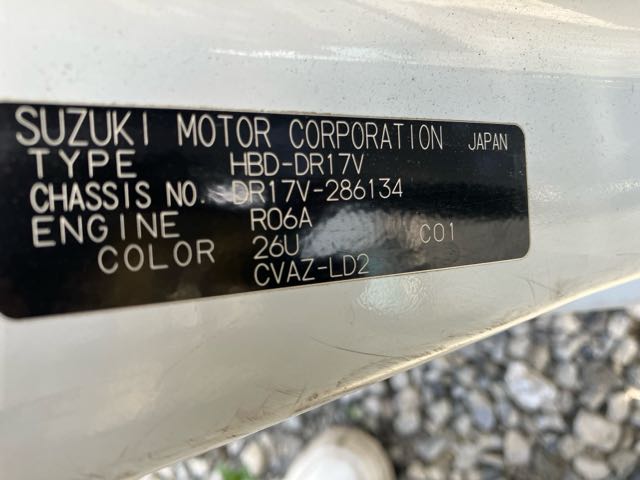 SUZUKI MOTOR CORPORATION JAPAN
TYPE HBD-DR17V
CHASSIS NO. DR17V-286134
ENGINE R06A
COLOR 26U C01
CVAZ-LD2